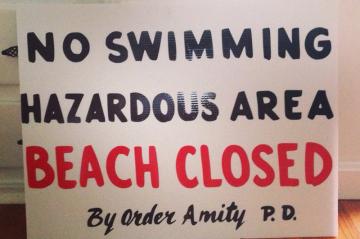 NO SWIMMING
HAZARDOUS AREA
BEACH CLOSED
By Order Amity P.D.